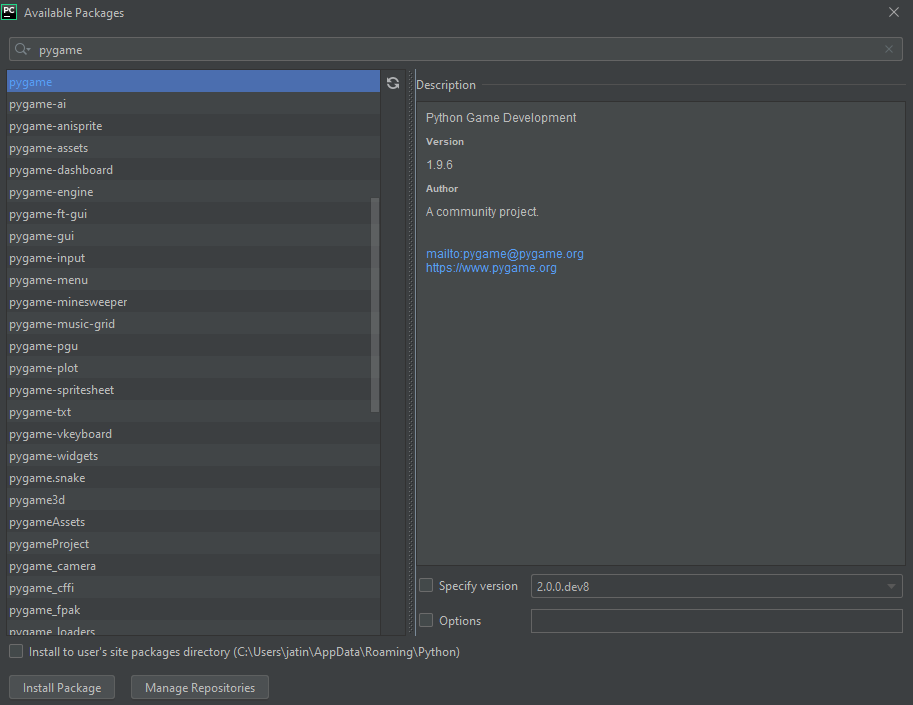 PC
Available Packages
pygame
pygame
pygame-ai
pygame-anisprite
pygame-assets
pygame-dashboard
pygame-engine
pygame-ft-gui
pygame-gui
pygame-input
pygame-menu
pygame-minesweeper
pygame-music-grid
pygame-pgu
pygame-plot
pygame-spritesheet
pygame-txt
pygame-vkeyboard
pygame-widgets
pygame.snake
pygame3d
pygameAssets
pygameProject
pygame_camera
pygame_cffi
pygame_fpak
pygame_loaders
Description
Python Game Development
Version
1.9.6
Author
A community project.
mailto:pygame@pygame.org
https://www.pygame.org
Specify version
2.0.0.dev8
Options
Install to user's site packages directory (C:\Users\jatin\AppData\Roaming\Python)
Install Package
Manage Repositories